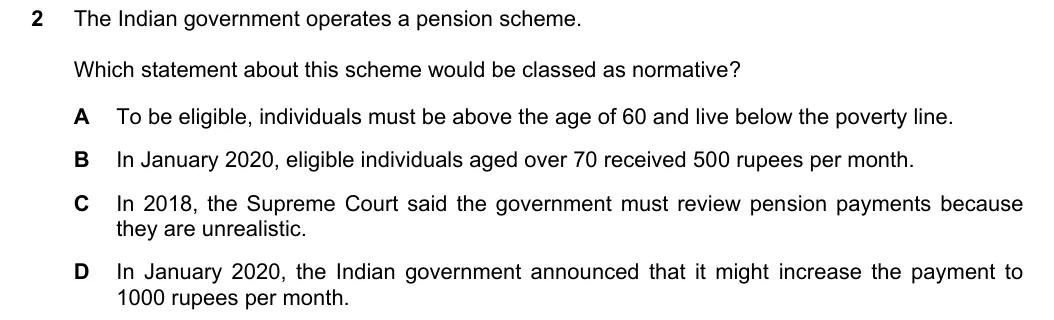 2 The Indian government operates a pension scheme.
Which statement about this scheme would be classed as normative?
A To be eligible, individuals must be above the age of 60 and live below the poverty line.
B In January 2020, eligible individuals aged over 70 received 500 rupees per month.
C In 2018, the Supreme Court said the government must review pension payments because
they are unrealistic.
D In January 2020, the Indian government announced that it might increase the payment to
1000 rupees per month.